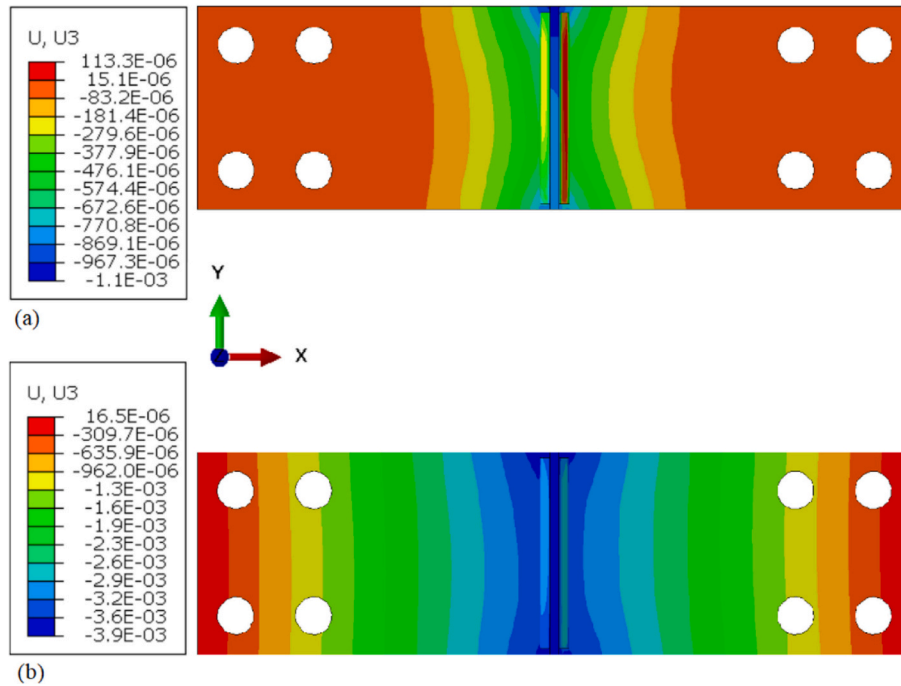 U, U3
113.3E-06
15.1E-06
-83.2E-06
-181.4E-06
-279.6E-06
-377.9E-06
-476.1E-06
-574.4E-06
-672.6E-06
-770.8E-06
-869.1E-06
-967.3E-06
-1.1E-03
(a)
Y
Z
X
U, U3
16.5E-06
-309.7E-06
-635.9E-06
-962.0E-06
-1.3E-03
-1.6E-03
-1.9E-03
-2.3E-03
-2.6E-03
-2.9E-03
-3.2E-03
-3.6E-03
-3.9E-03
(b)